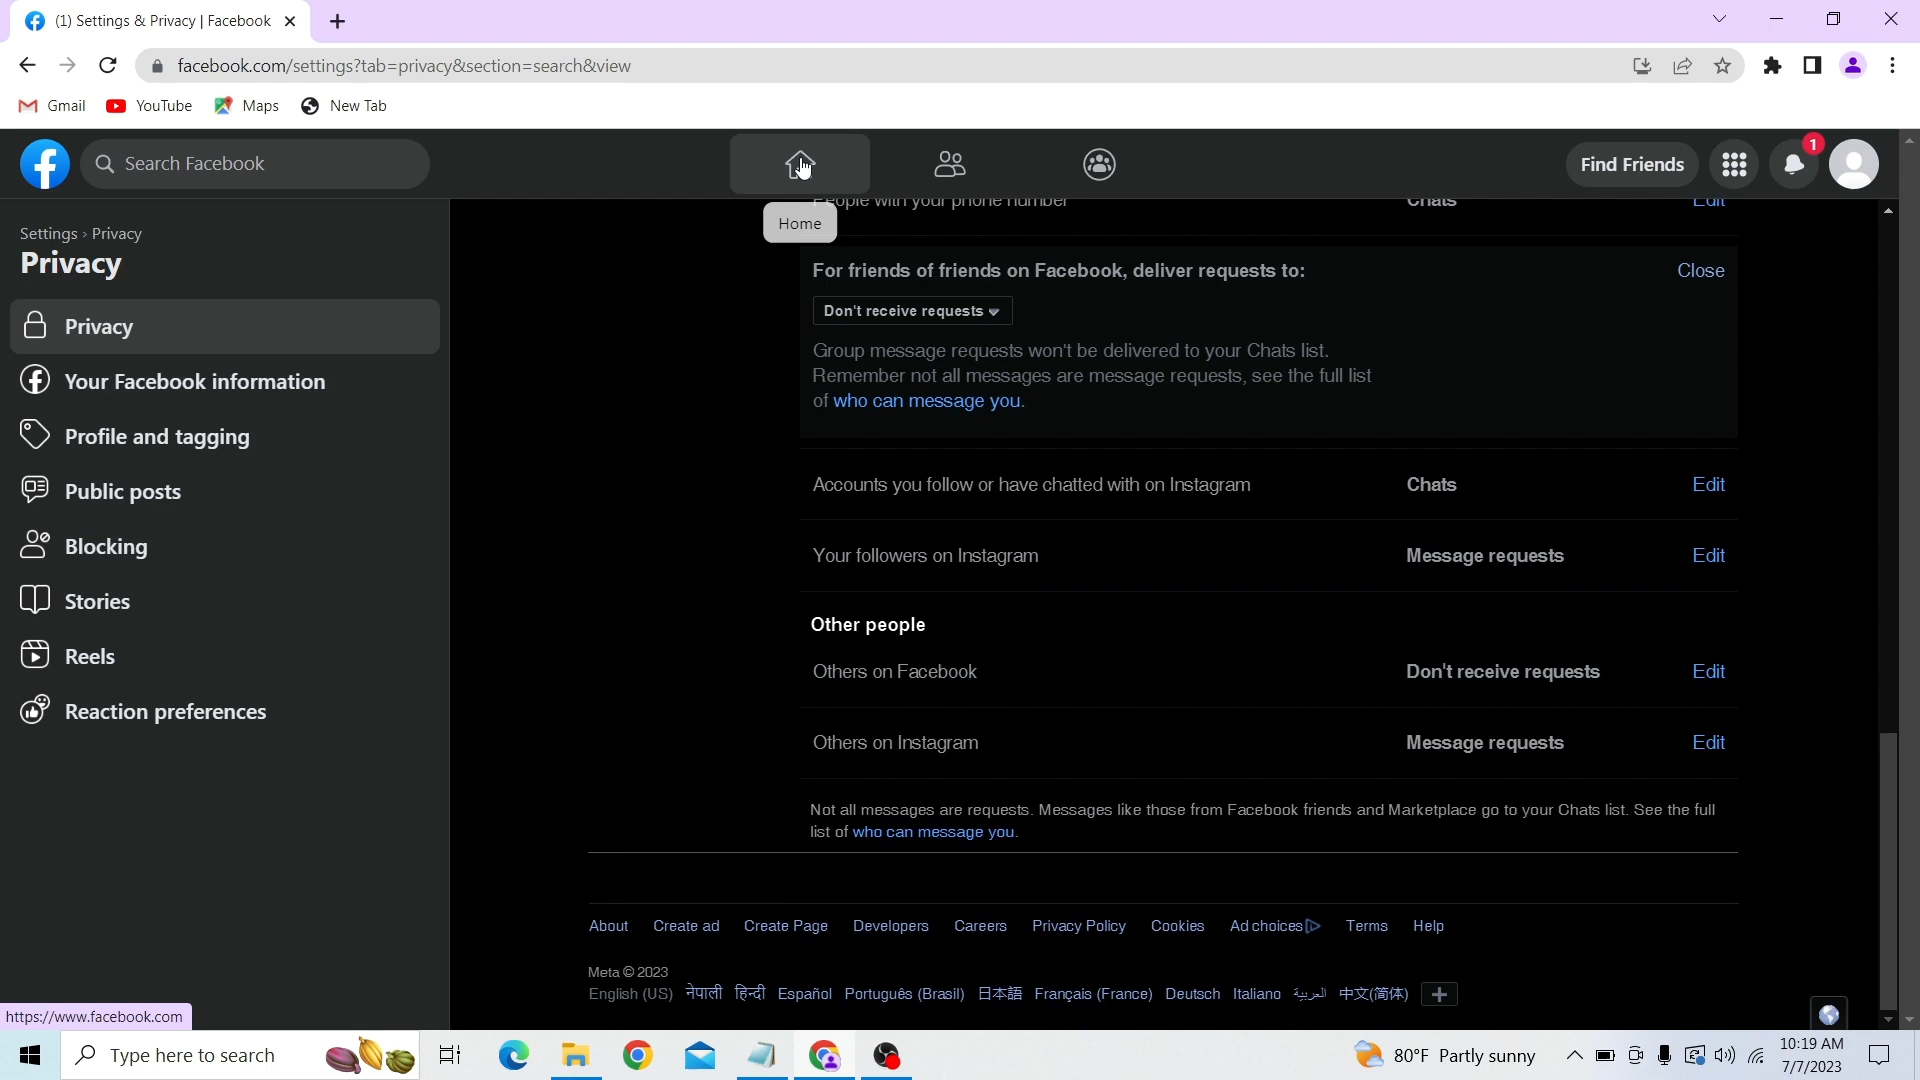 (1) Settings & Privacy | Facebook
facebook.com/settings?tab=privacy&section=search&view
Gmail YouTube Maps New Tab
Search Facebook
Find Friends
1
Home
People with your phone number Chats Edit
Settings › Privacy
Privacy
Privacy
Your Facebook information
Profile and tagging
Public posts
Blocking
Stories
Reels
Reaction preferences
For friends of friends on Facebook, deliver requests to: Close
Don't receive requests
Group message requests won't be delivered to your Chats list.
Remember not all messages are message requests, see the full list
of who can message you.
Accounts you follow or have chatted with on Instagram Chats Edit
Your followers on Instagram Message requests Edit
Other people
Others on Facebook Don't receive requests Edit
Others on Instagram Message requests Edit
Not all messages are requests. Messages like those from Facebook friends and Marketplace go to your Chats list. See the full
list of who can message you.
About Create ad Create Page Developers Careers Privacy Policy Cookies Ad choices Terms Help
Meta © 2023
English (US) नेपाली हिन्दी Español Português (Brasil) 日本語 Français (France) Deutsch Italiano العربية 中文(简体)
https://www.facebook.com
Type here to search
80°F Partly sunny
10:19 AM
7/7/2023